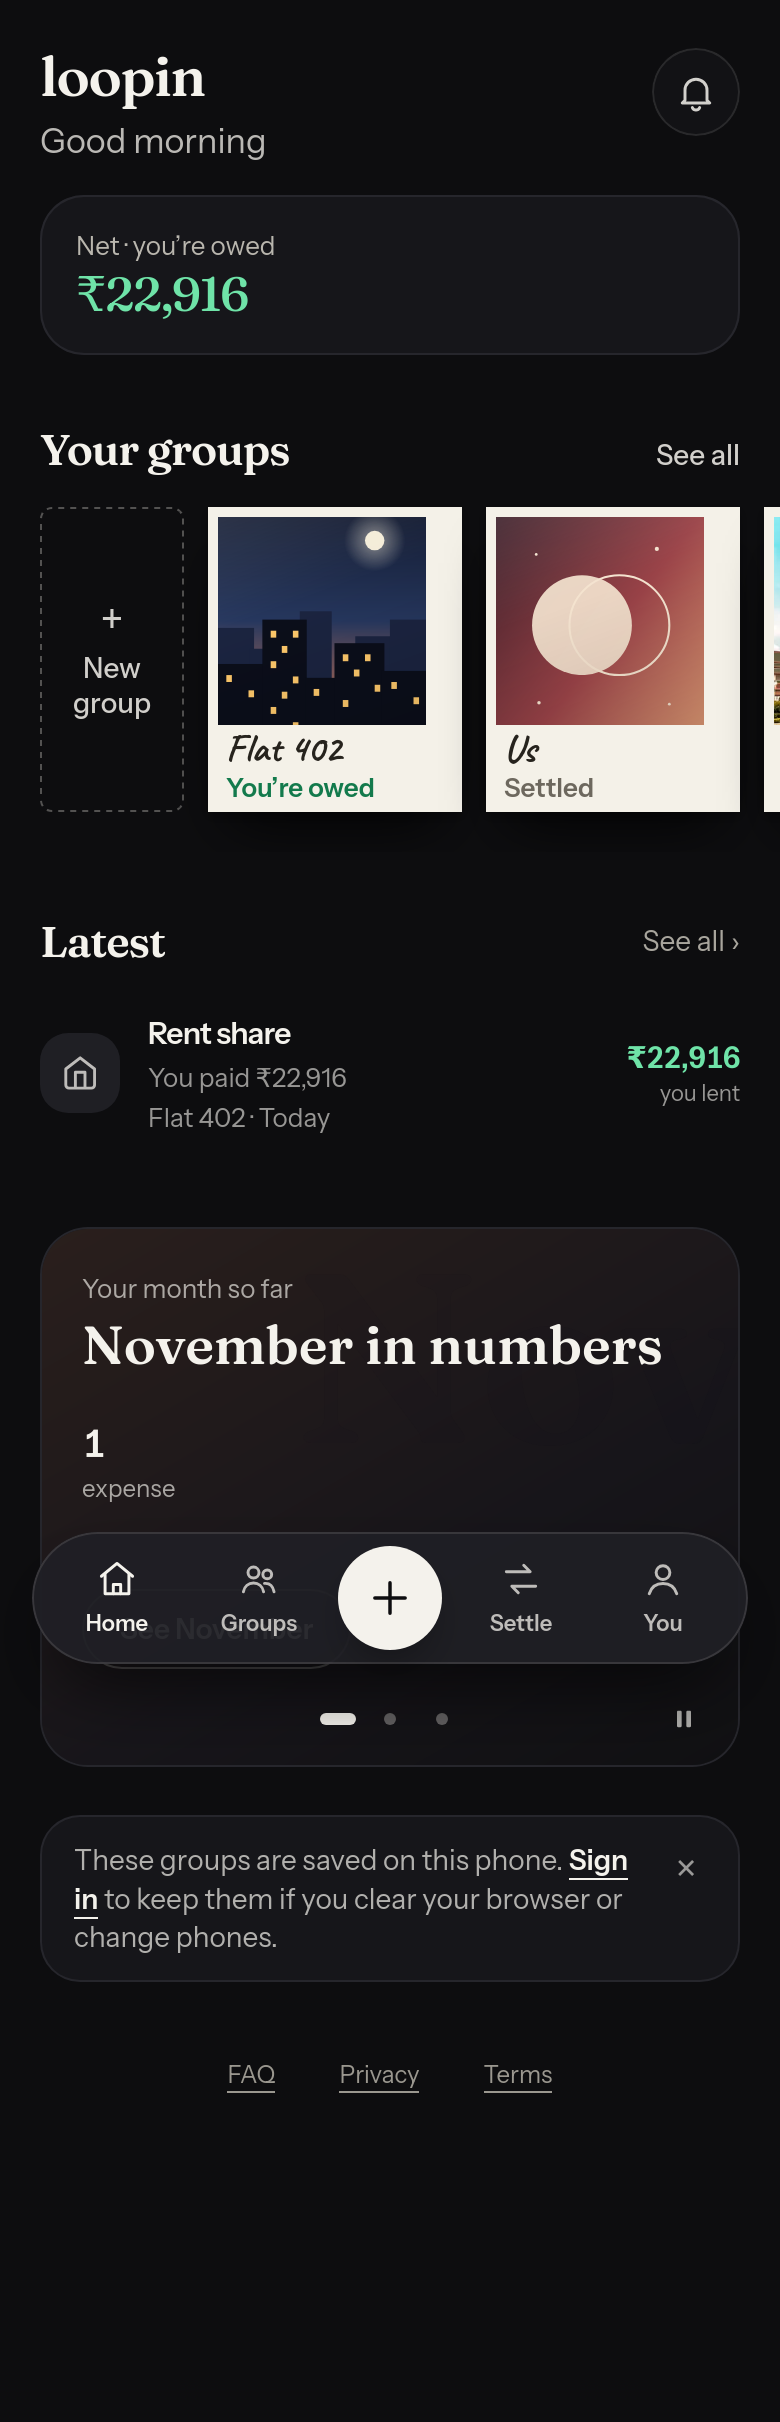 loopin
Good morning
Net · you’re owed
₹22,916
Your groups
See all
+
New
group
Flat 402
You’re owed
Us
Settled
Latest
See all ›
Rent share
You paid ₹22,916
Flat 402 · Today
₹22,916
you lent
Your month so far
November in numbers
1
expense
See November
Home
Groups
Settle
You
These groups are saved on this phone. Sign
in to keep them if you clear your browser or
change phones.
FAQ
Privacy
Terms